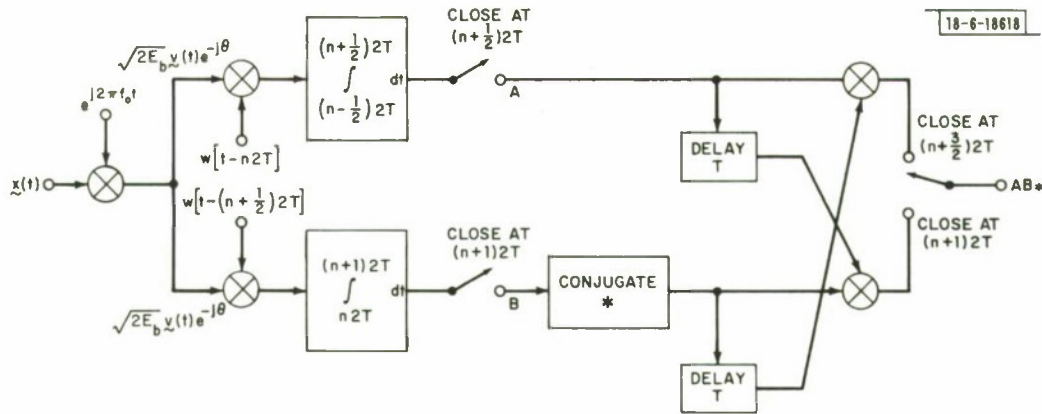 18-6-18618
CLOSE AT
(n+1/2)2T
√2E_b v(t)e^-jθ
(n+1/2)2T
∫ dt
(n-1/2)2T
A
e^j2πf₀t
w[t-n2T]
DELAY
T
CLOSE AT
(n+3/2)2T
x(t)
AB*
w[t-(n+1/2)2T]
CLOSE AT
(n+1)2T
CLOSE AT
(n+1)2T
(n+1)2T
∫ dt
n2T
B
CONJUGATE
*
√2E_b v(t)e^-jθ
DELAY
T